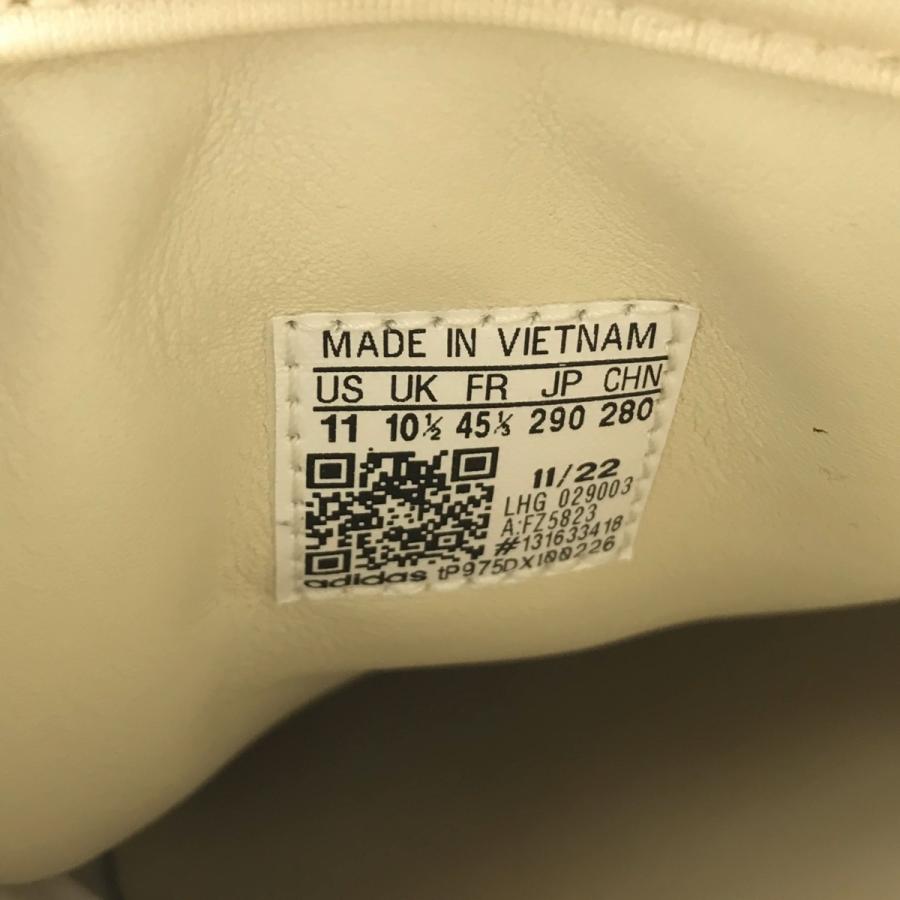 MADE IN VIETNAM
US UK FR JP CHN
11 10½ 45⅓ 290 280
11/22
LHG 029003
A:FZ5823
#131633418
adidas tP975DX100226